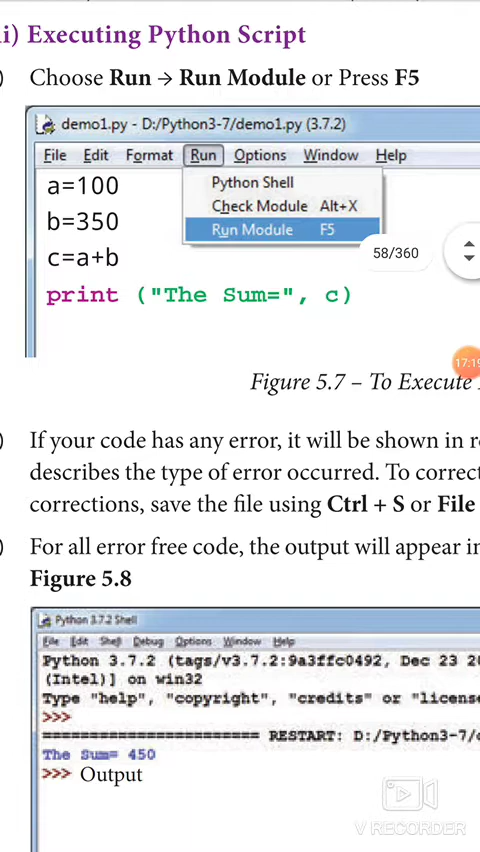 ii) Executing Python Script
) Choose Run → Run Module or Press F5
demo1.py - D:/Python3-7/demo1.py (3.7.2)
File Edit Format Run Options Window Help
a=100
Python Shell
Check Module Alt+X
Run Module F5
b=350
c=a+b
58/360
print ("The Sum=", c)
17:19
Figure 5.7 – To Execute
) If your code has any error, it will be shown in r
describes the type of error occurred. To correct
corrections, save the file using Ctrl + S or File
) For all error free code, the output will appear in
Figure 5.8
Python 3.7.2 Shell
File Edit Shell Debug Options Window Help
Python 3.7.2 (tags/v3.7.2:9a3ffc0492, Dec 23 20
(Intel)] on win32
Type "help", "copyright", "credits" or "license
>>>
======================== RESTART: D:/Python3-7/
The Sum= 450
>>> Output
V RECORDER